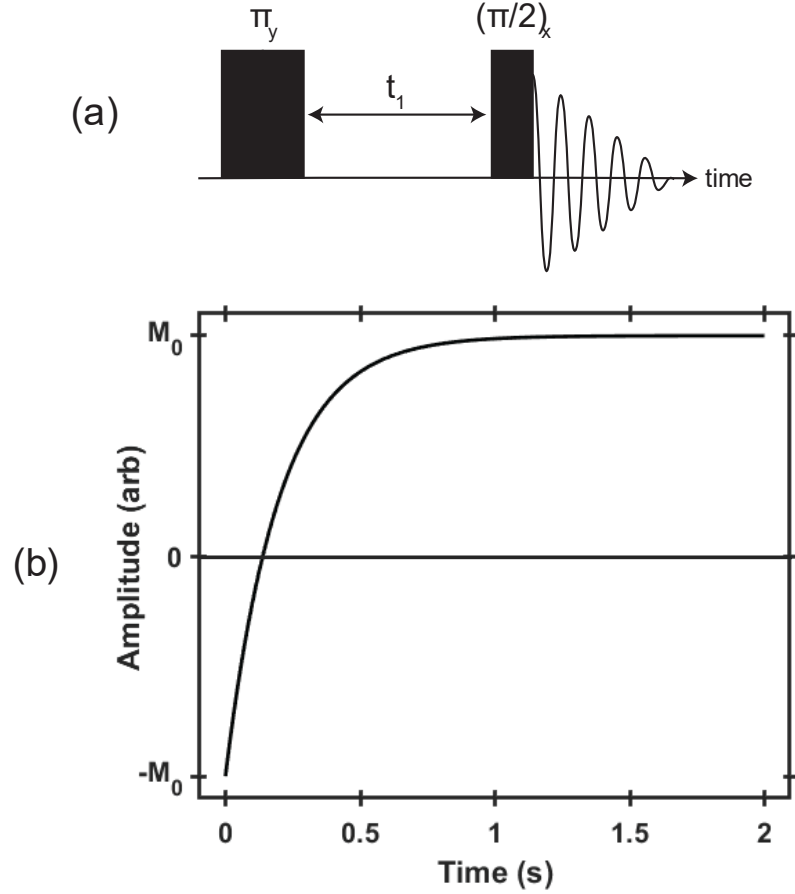 π_y (π/2)_x
(a)
t_1
time
M_0
0
-M_0
Amplitude (arb)
(b)
0 0.5 1 1.5 2
Time (s)